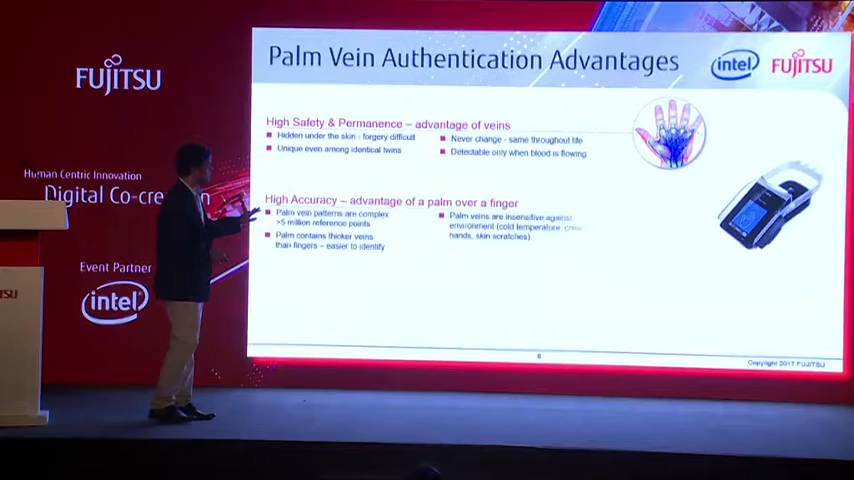 Palm Vein Authentication Advantages
intel
FUJITSU
FUJITSU
High Safety & Permanence – advantage of veins
Hidden under the skin - forgery difficult
Unique even among identical twins
Never change - same throughout life
Detectable only when blood is flowing
Human Centric Innovation
Digital Co-cre n
High Accuracy – advantage of a palm over a finger
Palm vein patterns are complex
>5 million reference points
Palm contains thicker veins
than fingers – easier to identify
Palm veins are insensitive against
environment (cold temperature,
hands, skin scratches)
Event Partner
intel
TSU
6
Copyright 2017 FUJITSU